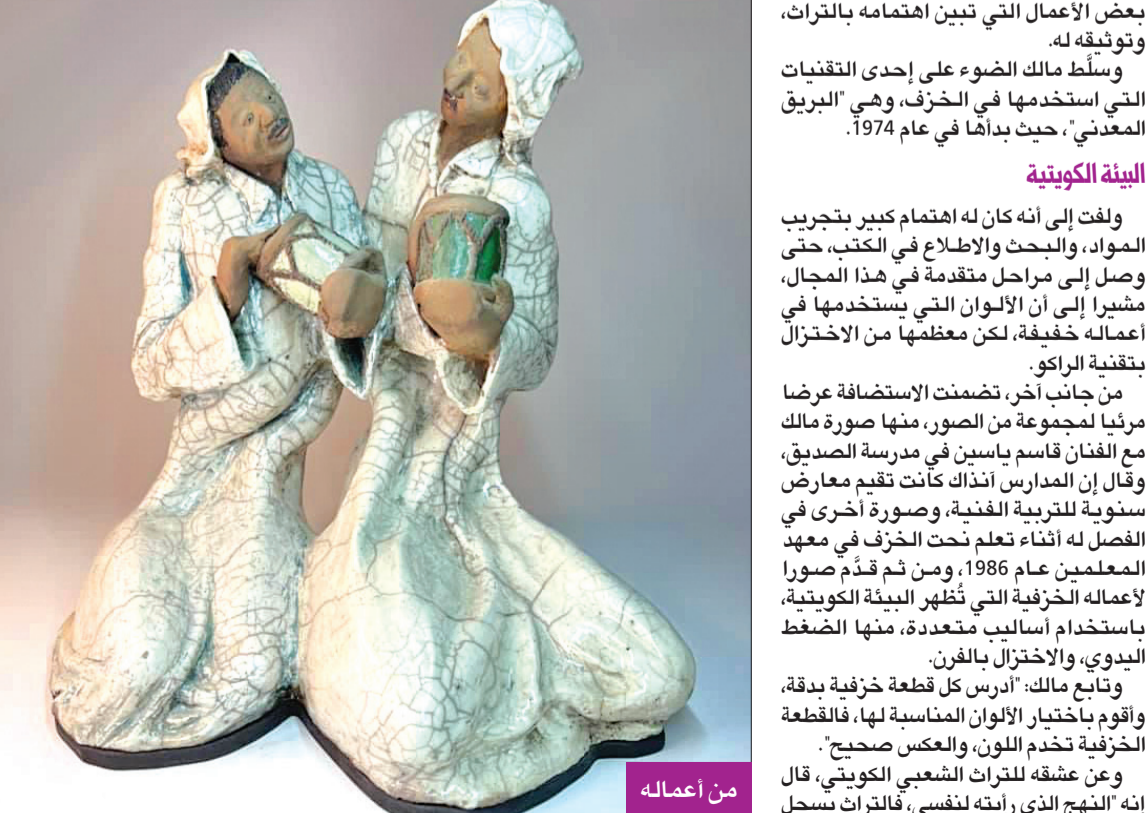 بعض الأعمال التي تبين اهتمامه بالتراث،
وتوثيقه له.
وسلَّط مالك الضوء على إحدى التقنيات
التي استخدمها في الخزف، وهي "البريق
المعدني"، حيث بدأها في عام 1974.
البيئة الكويتية
ولفت إلى أنه كان له اهتمام كبير بتجريب
المواد، والبحث والاطلاع في الكتب، حتى
وصل إلى مراحل متقدمة في هذا المجال،
مشيرا إلى أن الألوان التي يستخدمها في
أعماله خفيفة، لكن معظمها من الاختزال
بتقنية الراكو.
من جانب آخر، تضمنت الاستضافة عرضا
مرئيا لمجموعة من الصور، منها صورة مالك
مع الفنان قاسم ياسين في مدرسة الصديق،
وقال إن المدارس آنذاك كانت تقيم معارض
سنوية للتربية الفنية، وصورة أخرى في
الفصل له أثناء تعلم نحت الخزف في معهد
المعلمين عام 1986، ومن ثم قدَّم صورا
لأعماله الخزفية التي تُظهر البيئة الكويتية،
باستخدام أساليب متعددة، منها الضغط
اليدوي، والاختزال بالفرن.
وتابع مالك: "أدرس كل قطعة خزفية بدقة،
وأقوم باختيار الألوان المناسبة لها، فالقطعة
الخزفية تخدم اللون، والعكس صحيح".
وعن عشقه للتراث الشعبي الكويتي، قال
إنه "النهج الذي رأيته لنفسي، فالتراث يسجل
من أعماله